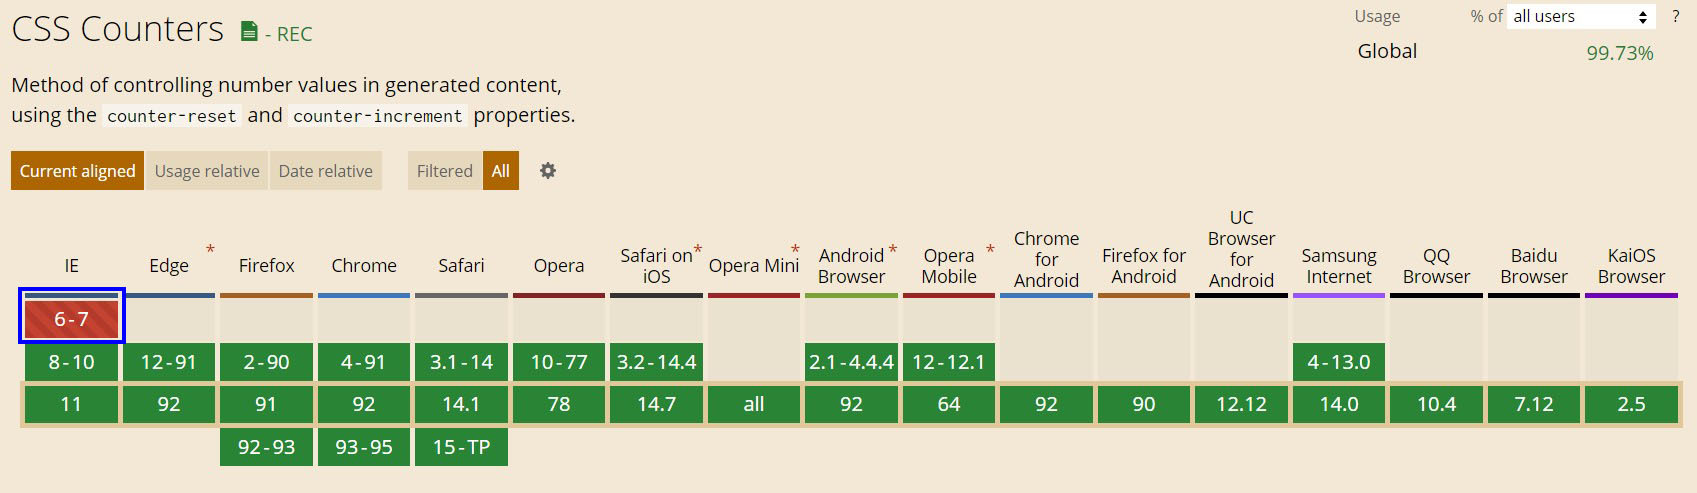 CSS Counters - REC
Usage % of all users ?
Global 99.73%
Method of controlling number values in generated content,
using the counter-reset and counter-increment properties.
Current aligned Usage relative Date relative Filtered All
IE
Edge *
Firefox
Chrome
Safari
Opera
Safari on *
iOS
Opera Mini *
Android *
Browser
Opera *
Mobile
Chrome
for
Android
Firefox for
Android
UC
Browser
for
Android
Samsung
Internet
QQ
Browser
Baidu
Browser
KaiOS
Browser
6-7
8-10 12-91 2-90 4-91 3.1-14 10-77 3.2-14.4 2.1-4.4.4 12-12.1 4-13.0
11 92 91 92 14.1 78 14.7 all 92 64 92 90 12.12 14.0 10.4 7.12 2.5
92-93 93-95 15-TP